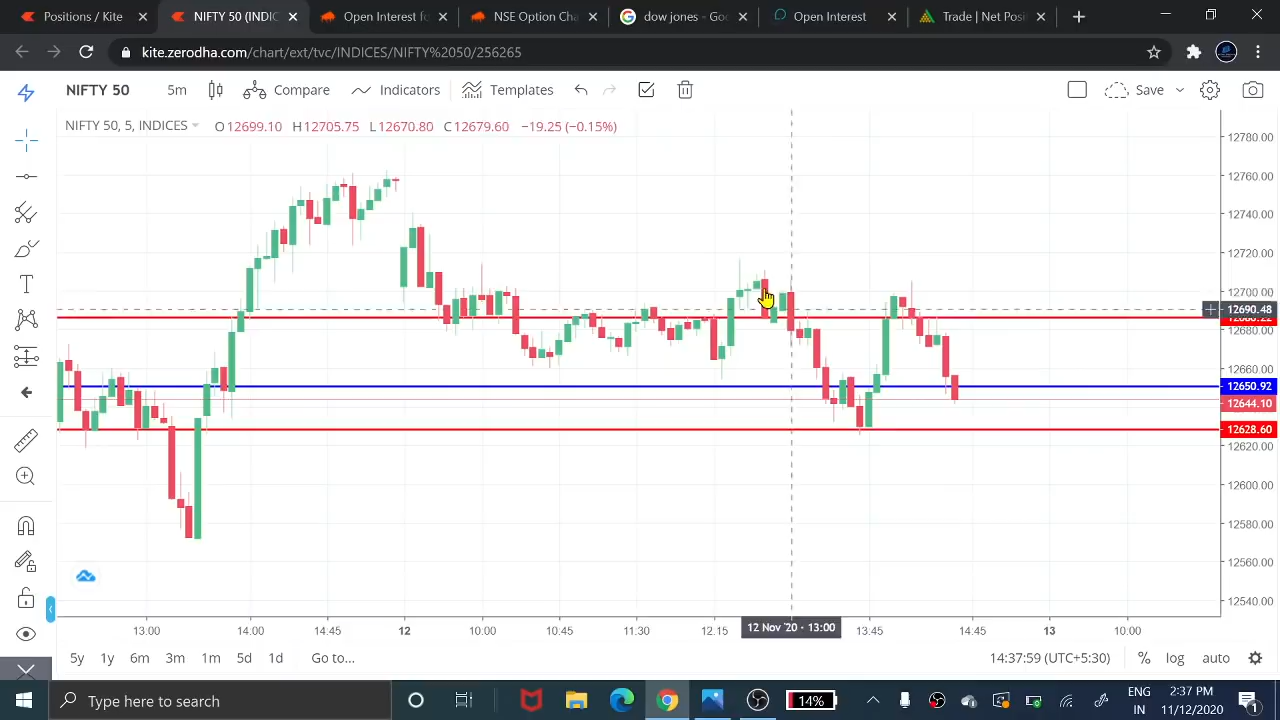 Positions / Kite
NIFTY 50 (INDIC
Open Interest fo
NSE Option Cha
dow jones - Goo
Open Interest
Trade | Net Posi
kite.zerodha.com/chart/ext/tvc/INDICES/NIFTY%2050/256265
NIFTY 50
5m
Compare
Indicators
Templates
Save
NIFTY 50, 5, INDICES
O12699.10 H12705.75 L12670.80 C12679.60 −19.25 (−0.15%)
12780.00
12760.00
12740.00
12720.00
12700.00
12690.48
12680.00
12660.00
12650.92
12644.10
12628.60
12620.00
12600.00
12580.00
12560.00
12540.00
13.00 14:00 14:45 12 10:00 10:45 11:30 12.15 12 Nov '20 - 13:00 13:45 14:45 13 10:00
5y 1y 6m 3m 1m 5d 1d Go to...
14:37:59 (UTC+5:30) % log auto
Type here to search
14%
ENG
IN
2:37 PM
11/12/2020
1